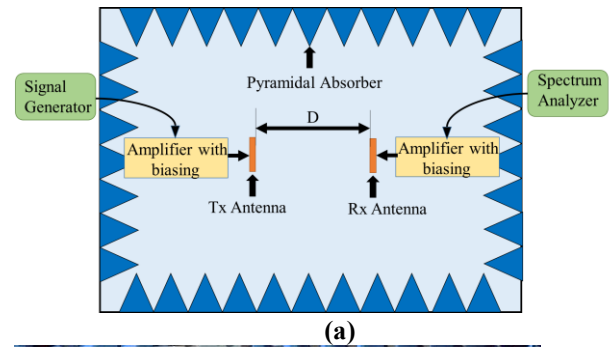 Signal
Generator
Pyramidal Absorber
Spectrum
Analyzer
D
Amplifier with
biasing
Amplifier with
biasing
Tx Antenna
Rx Antenna
(a)